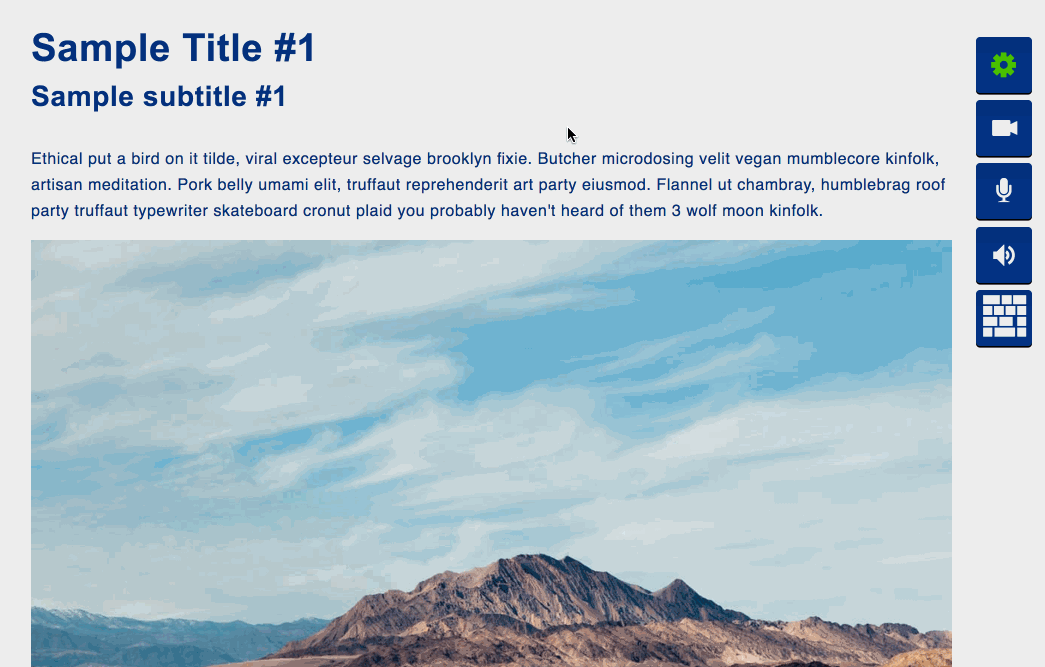 Sample Title #1
Sample subtitle #1
Ethical put a bird on it tilde, viral excepteur selvage brooklyn fixie. Butcher microdosing velit vegan mumblecore kinfolk,
artisan meditation. Pork belly umami elit, truffaut reprehenderit art party eiusmod. Flannel ut chambray, humblebrag roof
party truffaut typewriter skateboard cronut plaid you probably haven't heard of them 3 wolf moon kinfolk.